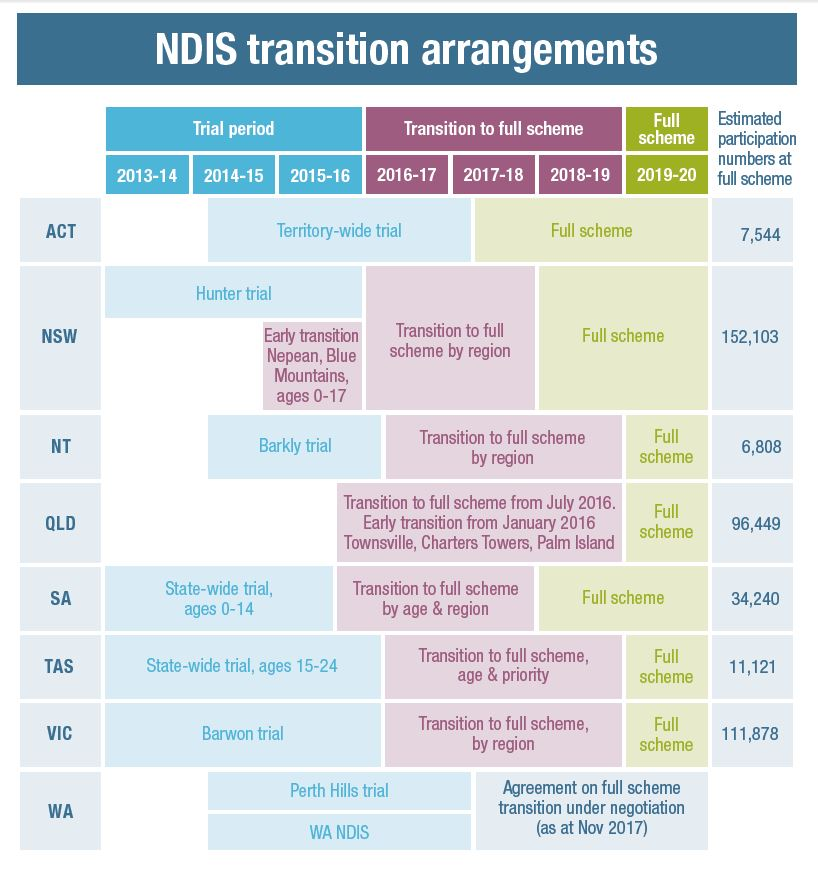 NDIS transition arrangements
Trial period
Transition to full scheme
Full
scheme
Estimated
participation
numbers at
full scheme
2013-14
2014-15
2015-16
2016-17
2017-18
2018-19
2019-20
ACT
Territory-wide trial
Full scheme
7,544
NSW
Hunter trial
Early transition
Nepean, Blue
Mountains,
ages 0-17
Transition to full
scheme by region
Full scheme
152,103
NT
Barkly trial
Transition to full scheme
by region
Full
scheme
6,808
QLD
Transition to full scheme from July 2016.
Early transition from January 2016
Townsville, Charters Towers, Palm Island
Full
scheme
96,449
SA
State-wide trial,
ages 0-14
Transition to full scheme
by age & region
Full scheme
34,240
TAS
State-wide trial, ages 15-24
Transition to full scheme,
age & priority
Full
scheme
11,121
VIC
Barwon trial
Transition to full scheme,
by region
Full
scheme
111,878
WA
Perth Hills trial
WA NDIS
Agreement on full scheme
transition under negotiation
(as at Nov 2017)